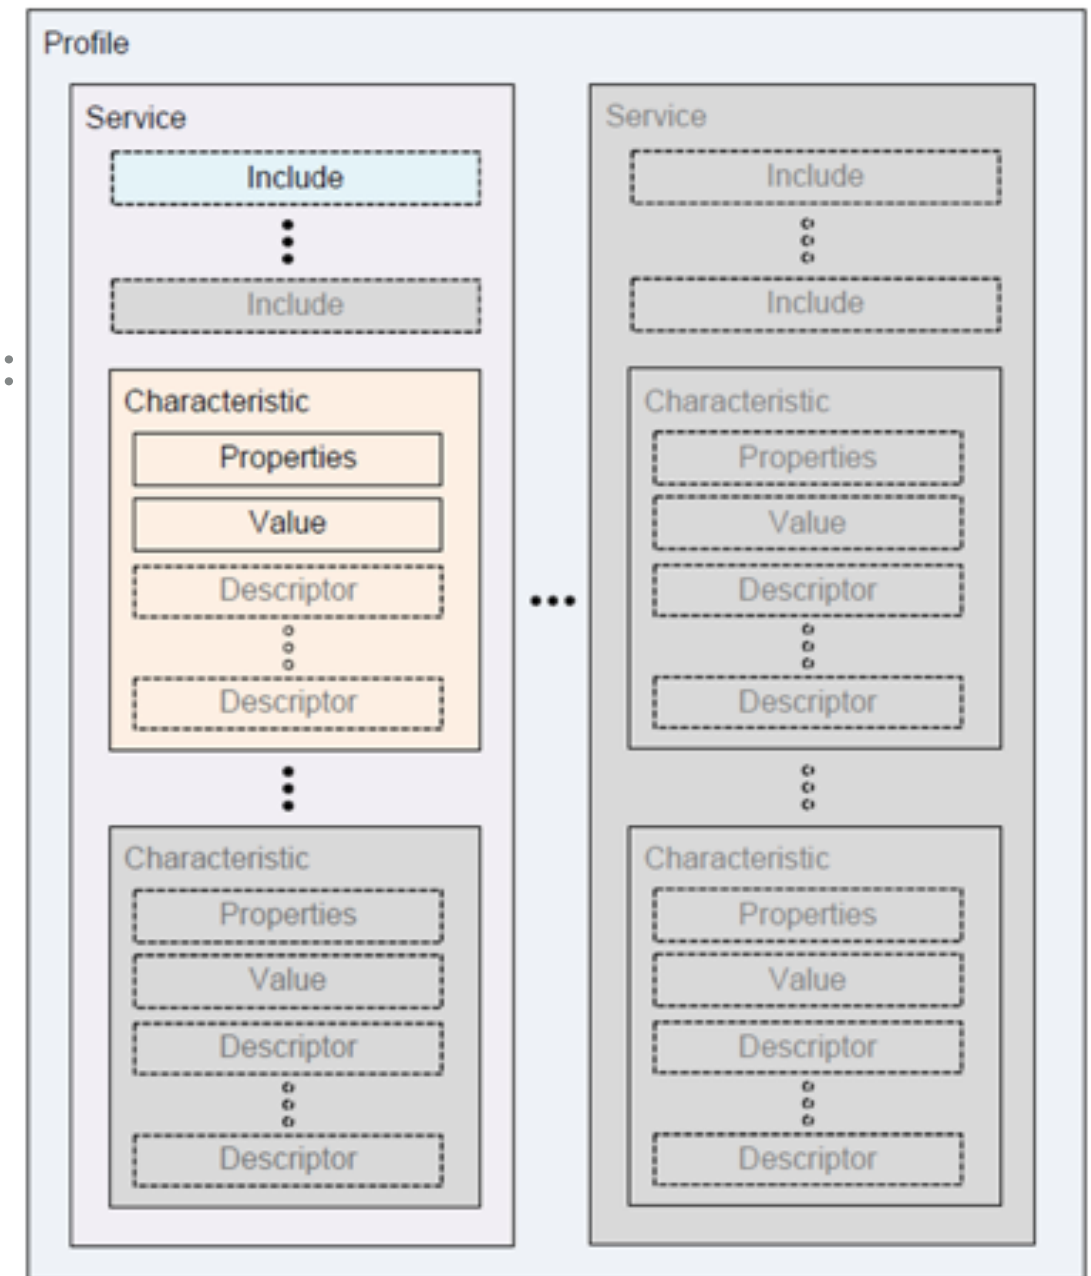 Profile
Service
Include
Include
Characteristic
Properties
Value
Descriptor
Descriptor
Characteristic
Properties
Value
Descriptor
Descriptor
Service
Include
Include
Characteristic
Properties
Value
Descriptor
Descriptor
Characteristic
Properties
Value
Descriptor
Descriptor